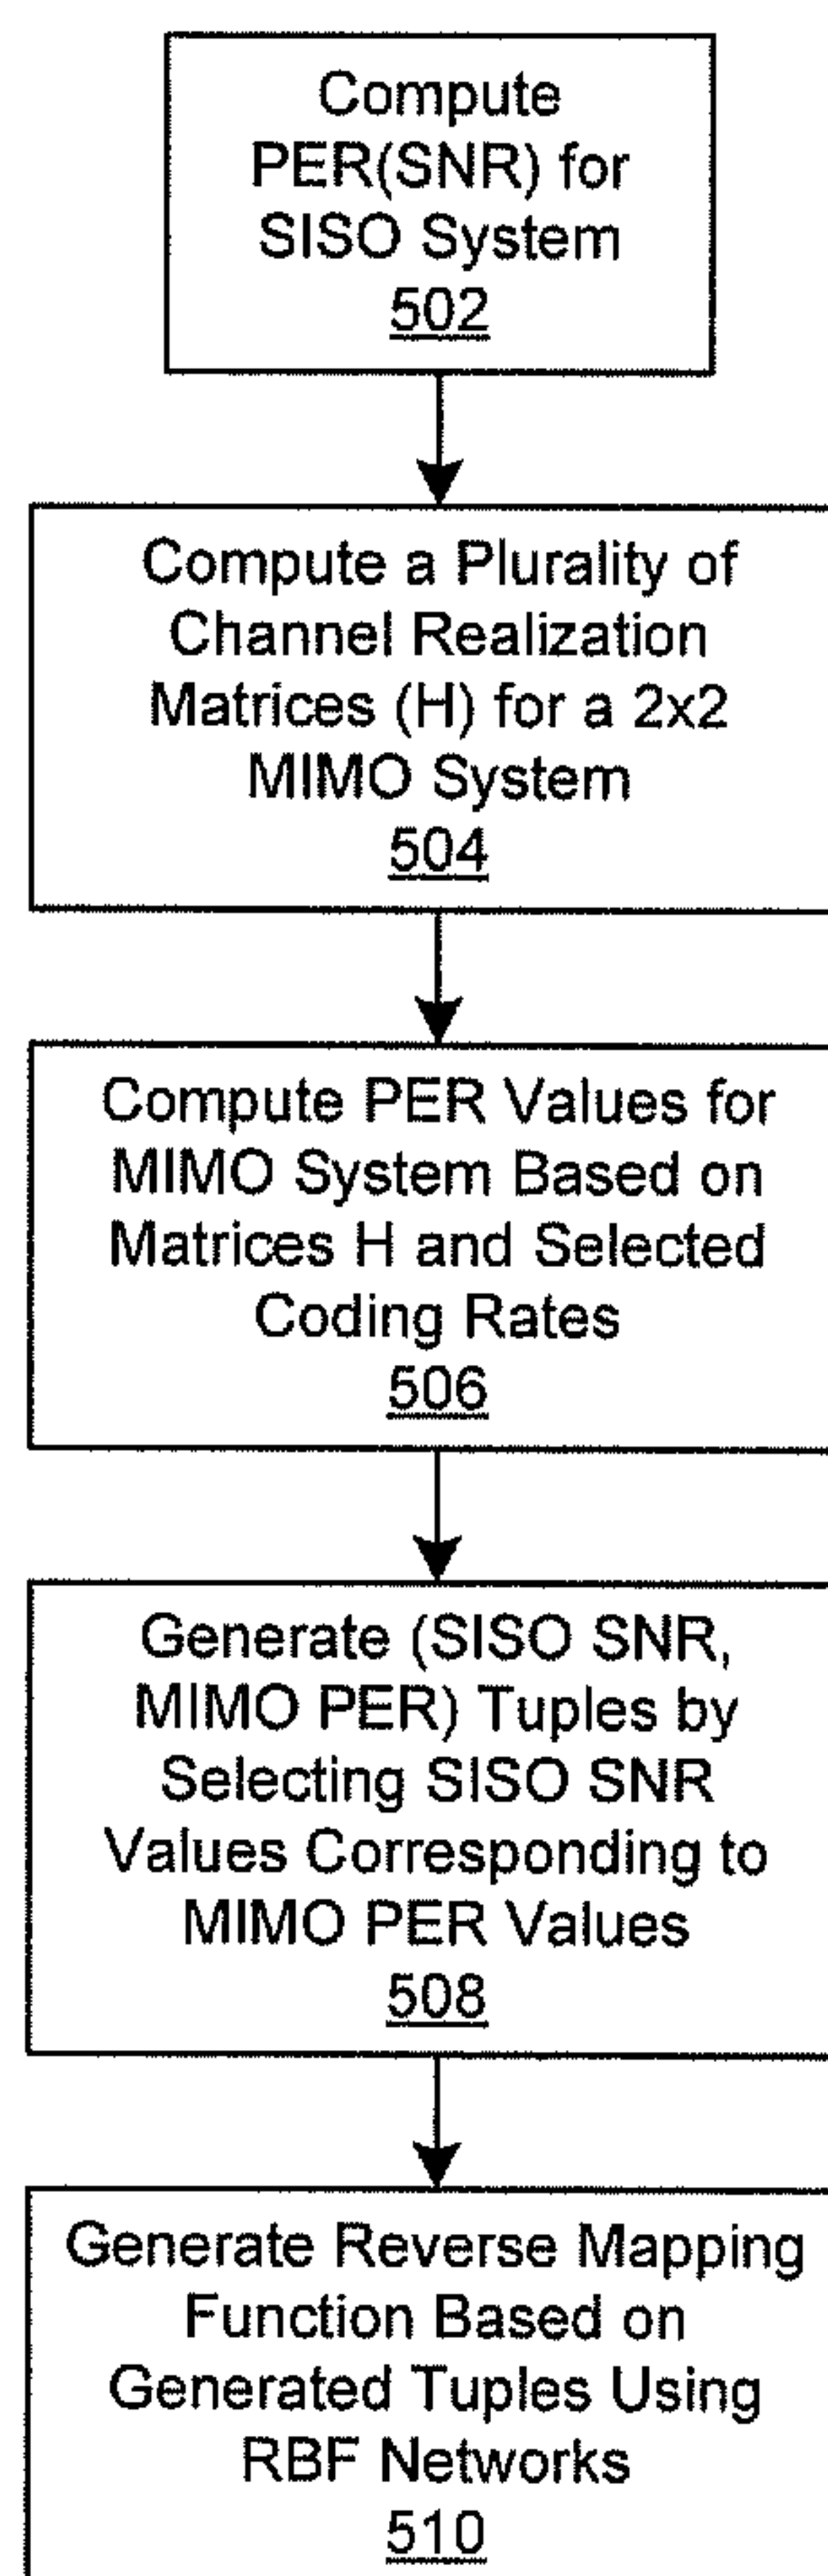 Compute
PER(SNR) for
SISO System
502
Compute a Plurality of
Channel Realization
Matrices (H) for a 2x2
MIMO System
504
Compute PER Values for
MIMO System Based on
Matrices H and Selected
Coding Rates
506
Generate (SISO SNR,
MIMO PER) Tuples by
Selecting SISO SNR
Values Corresponding to
MIMO PER Values
508
Generate Reverse Mapping
Function Based on
Generated Tuples Using
RBF Networks
510